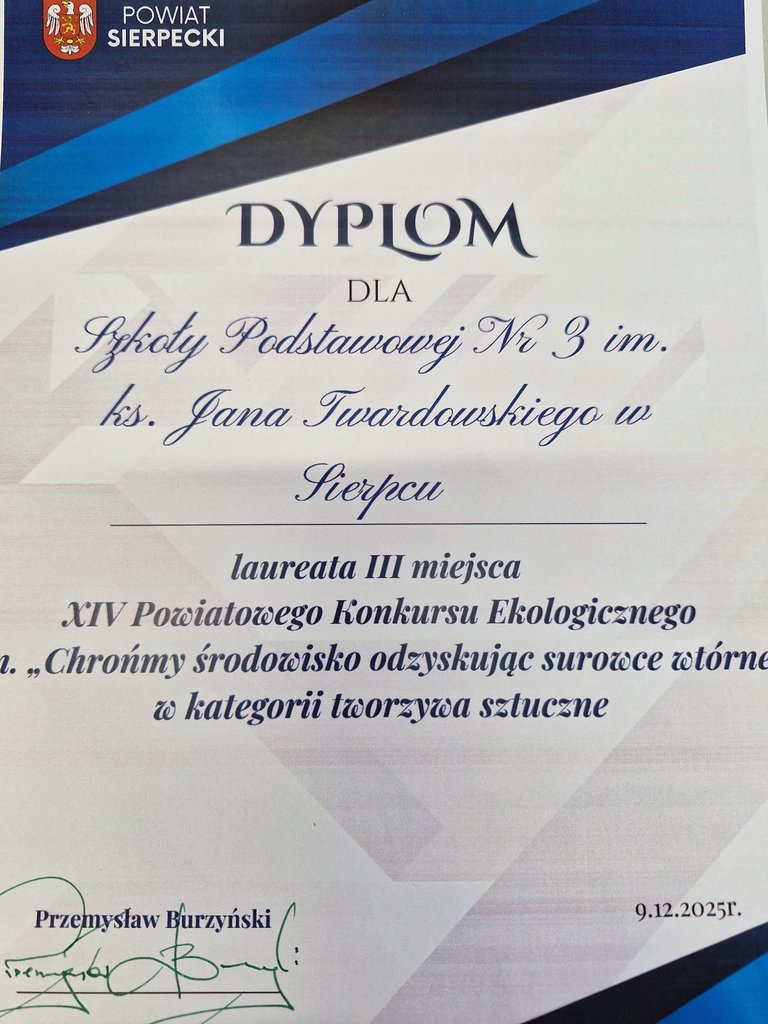 POWIAT
SIERPECKI
DYPLOM
DLA
Szkoły Podstawowej Nr 3 im.
ks. Jana Twardowskiego w
Sierpcu
laureata III miejsca
XIV Powiatowego Konkursu Ekologicznego
n. „Chrońmy środowisko odzyskując surowce wtórne
w kategorii tworzywa sztuczne
Przemysław Burzyński
9.12.2025r.